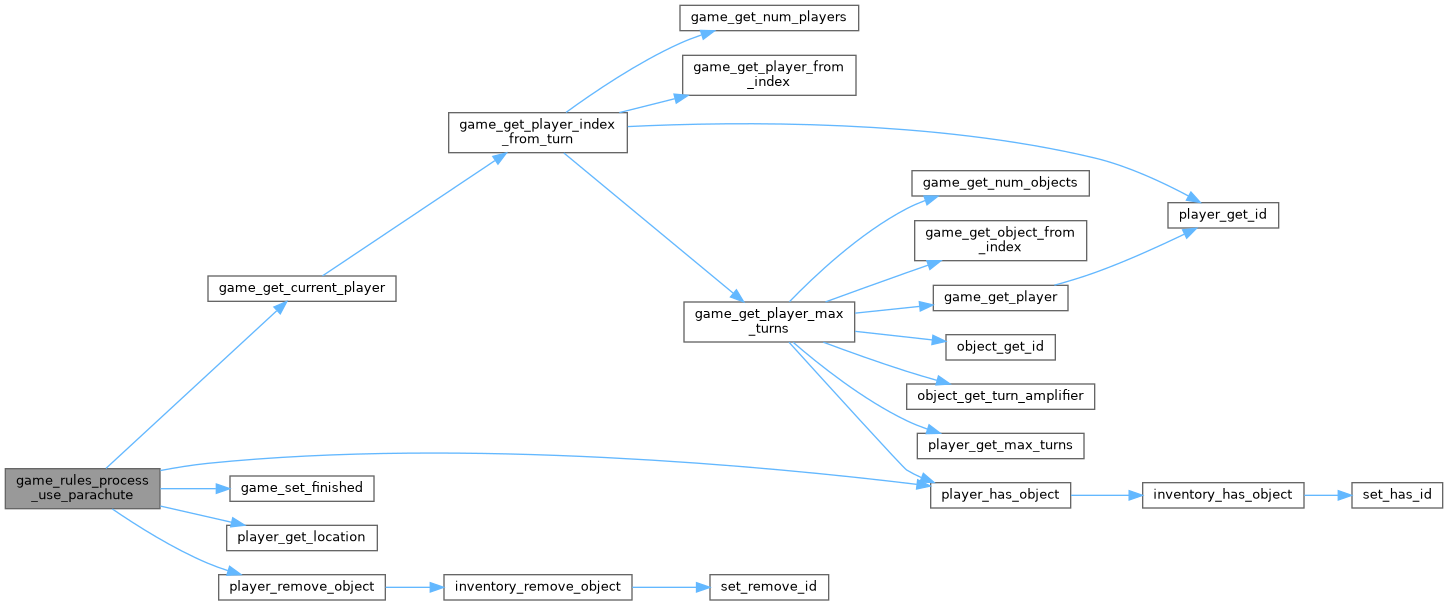 game_get_num_players
game_get_player_from
_index
game_get_player_index
_from_turn
game_get_num_objects
player_get_id
game_get_object_from
_index
game_get_current_player
game_get_player
game_get_player_max
_turns
object_get_id
object_get_turn_amplifier
player_get_max_turns
game_rules_process
_use_parachute
game_set_finished
player_has_object
inventory_has_object
set_has_id
player_get_location
player_remove_object
inventory_remove_object
set_remove_id